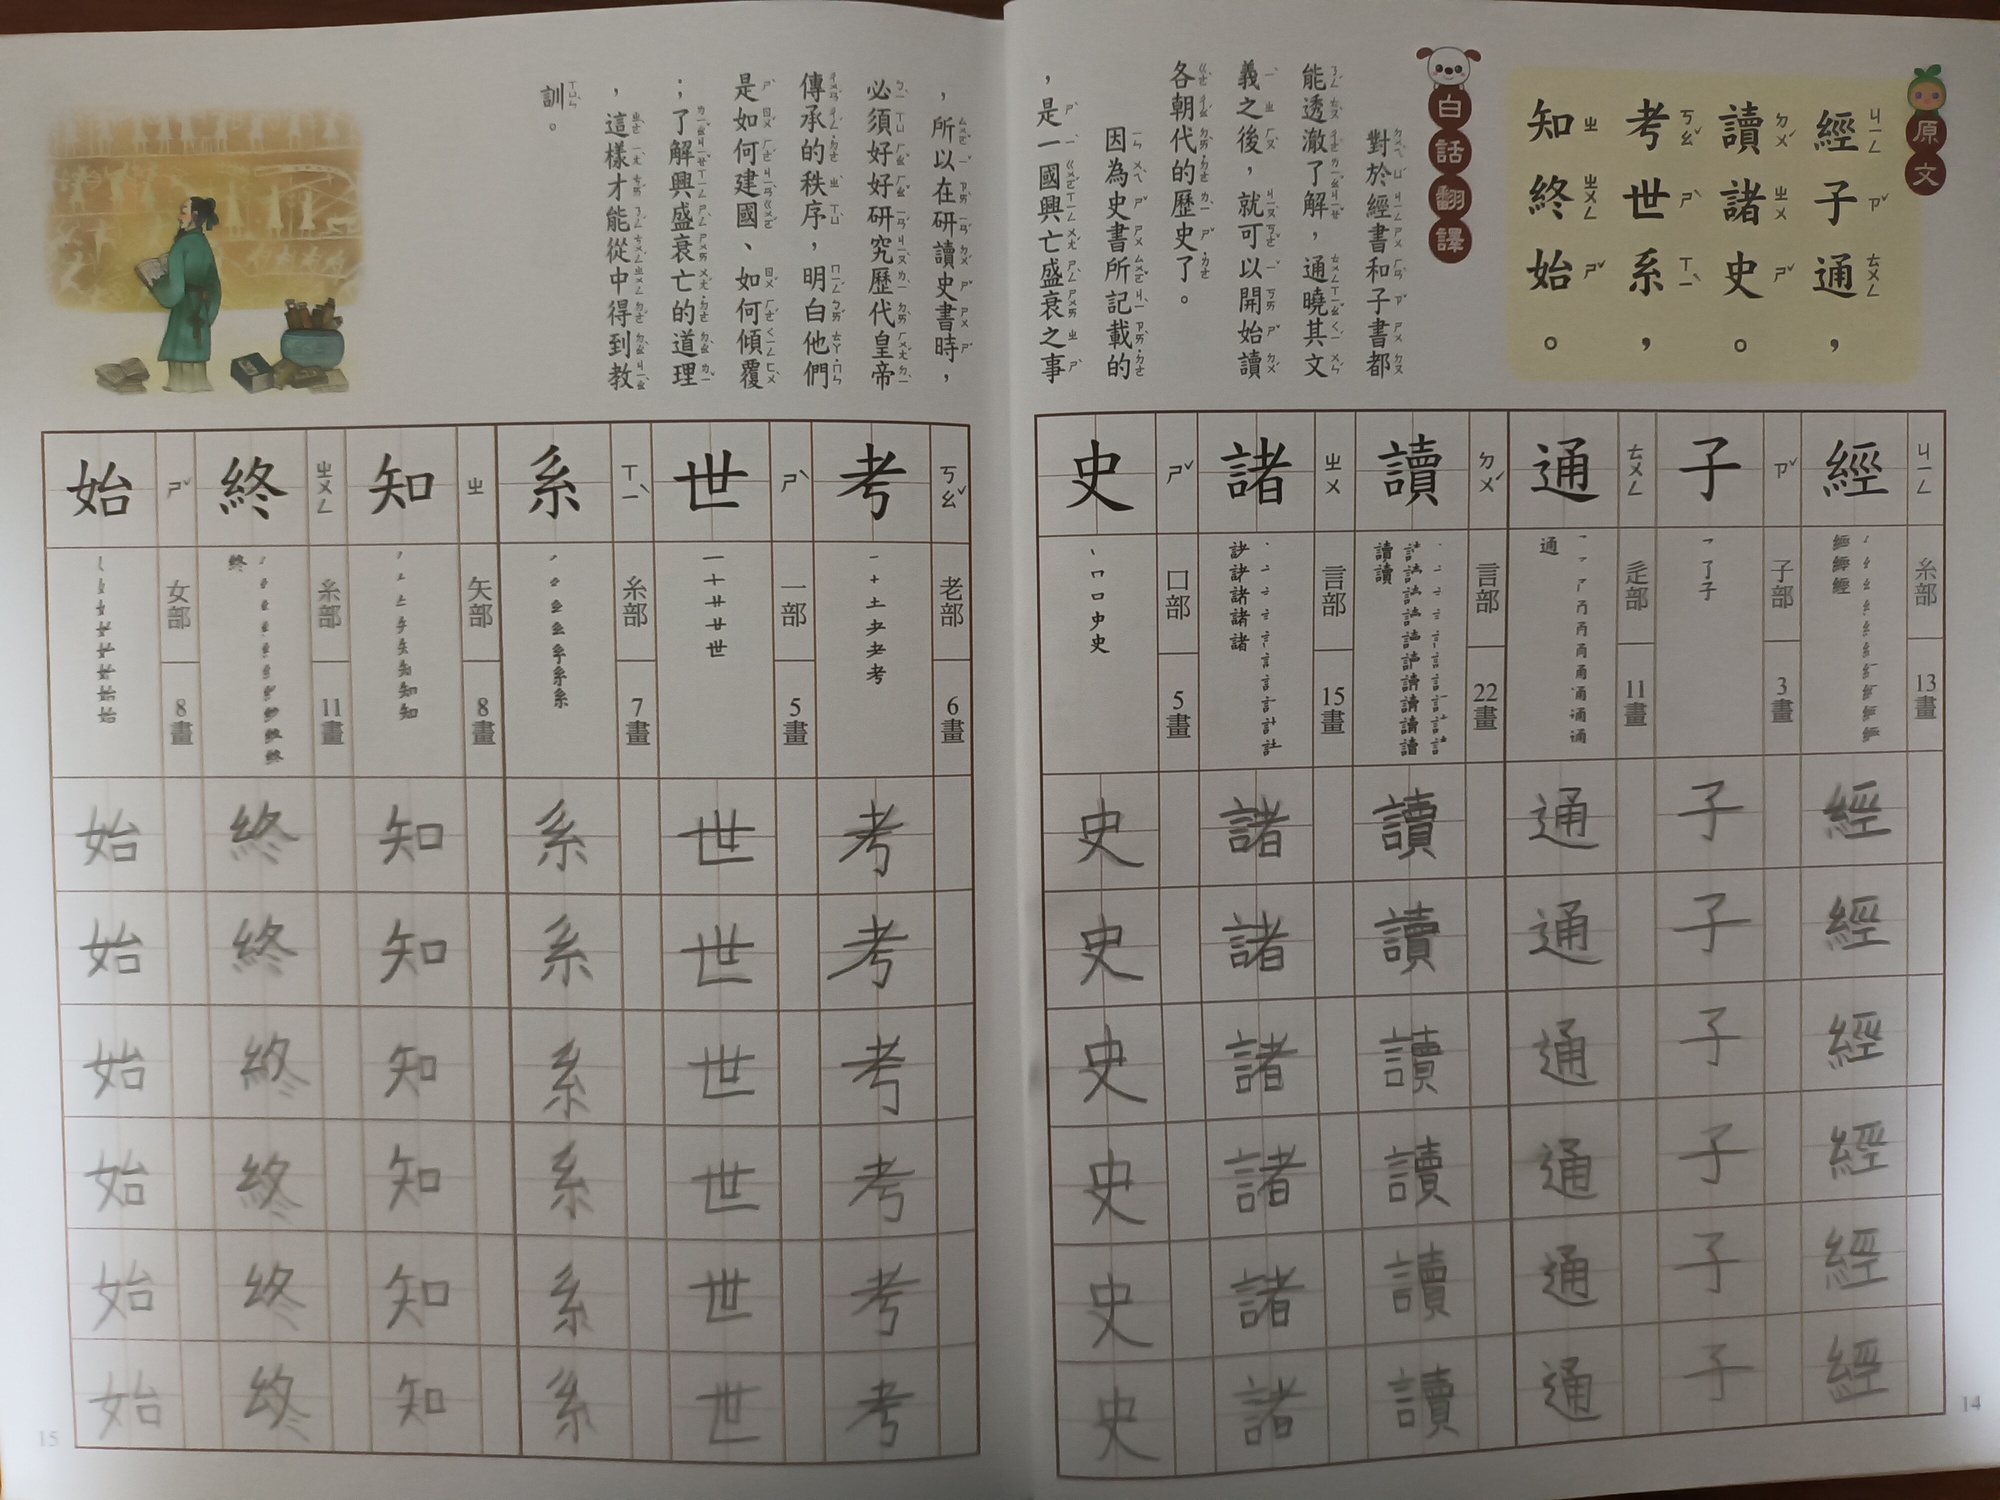 原文
經子通，
讀諸史。
考世系，
知終始。
白話翻譯
對於經書和子書都
能透澈了解，通曉其文
義之後，就可以開始讀
各朝代的歷史了。
因為史書所記載的
，是一國興亡盛衰之事
，所以在研讀史書時，
必須好好研究歷代皇帝
傳承的秩序，明白他們
是如何建國、如何傾覆
；了解興盛衰亡的道理
，這樣才能從中得到教
訓。
經 ㄐㄧㄥ
糸部 13畫
經
經
經
經
經
經
子 ㄗˇ
子部 3畫
子
子
子
子
子
子
通 ㄊㄨㄥ
辵部 11畫
通
通
通
通
通
通
讀 ㄉㄨˊ
言部 22畫
讀
讀
讀
讀
讀
讀
諸 ㄓㄨ
言部 15畫
諸
諸
諸
諸
諸
諸
史 ㄕˇ
口部 5畫
史
史
史
史
史
史
14
考 ㄎㄠˇ
老部 6畫
考
考
考
考
考
考
世 ㄕˋ
一部 5畫
世
世
世
世
世
世
系 ㄒㄧˋ
糸部 7畫
系
系
系
系
系
系
知 ㄓ
矢部 8畫
知
知
知
知
知
知
終 ㄓㄨㄥ
糸部 11畫
終
終
終
終
終
終
始 ㄕˇ
女部 8畫
始
始
始
始
始
始
15